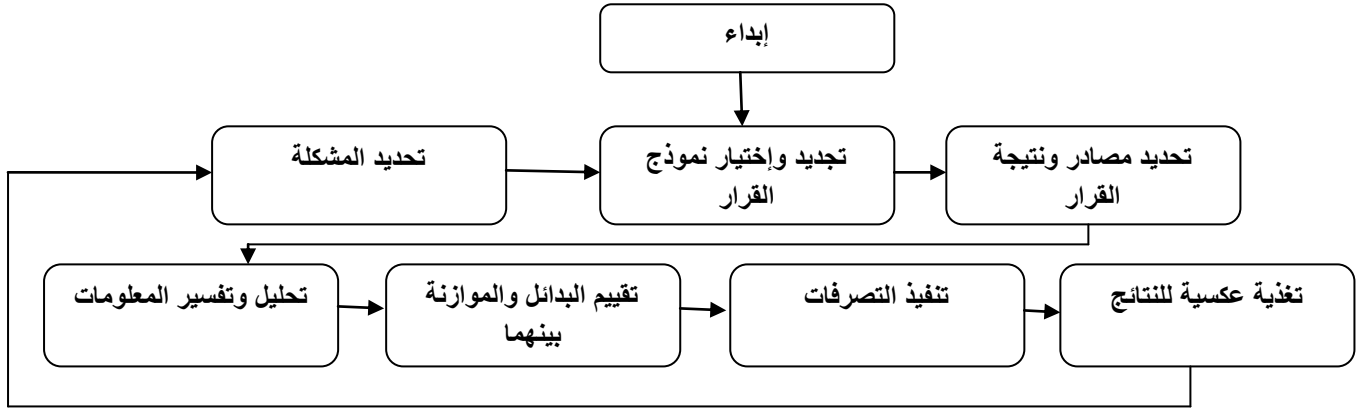 إبداء
تحديد المشكلة
تجديد وإختيار نموذج
القرار
تحديد مصادر ونتيجة
القرار
تحليل وتفسير المعلومات
تقييم البدائل والموازنة
بينهما
تنفيذ التصرفات
تغذية عكسية للنتائج